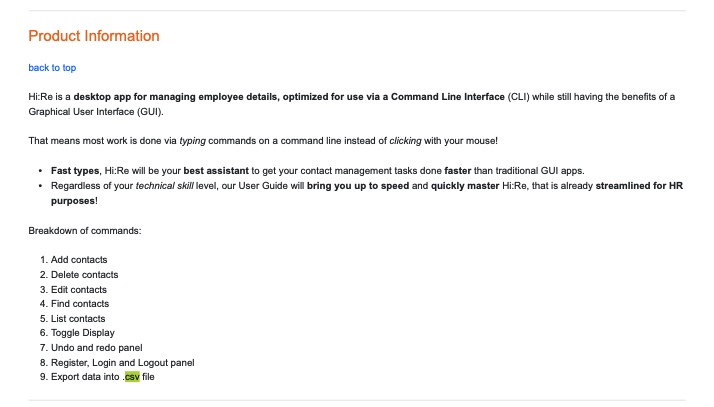 Product Information
back to top
Hi:Re is a desktop app for managing employee details, optimized for use via a Command Line Interface (CLI) while still having the benefits of a
Graphical User Interface (GUI).
That means most work is done via typing commands on a command line instead of clicking with your mouse!
• Fast types, Hi:Re will be your best assistant to get your contact management tasks done faster than traditional GUI apps.
• Regardless of your technical skill level, our User Guide will bring you up to speed and quickly master Hi:Re, that is already streamlined for HR
purposes!
Breakdown of commands:
1. Add contacts
2. Delete contacts
3. Edit contacts
4. Find contacts
5. List contacts
6. Toggle Display
7. Undo and redo panel
8. Register, Login and Logout panel
9. Export data into .csv file